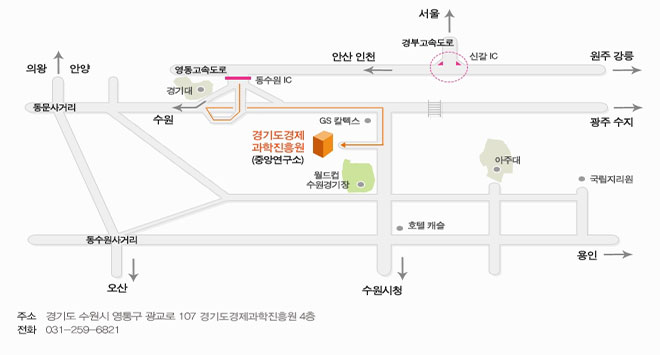 서울
경부고속도로
의왕 안양
영동고속도로
안산 인천
신갈 IC
원주 강릉
동수원 IC
경기대
동문사거리
수원
GS 칼텍스
광주 수지
경기도경제
과학진흥원
(중앙연구소)
아주대
월드컵
수원경기장
국립지리원
호텔 캐슬
동수원사거리
용인
오산
수원시청
주소 경기도 수원시 영통구 광교로 107 경기도경제과학진흥원 4층
전화 031-259-6821